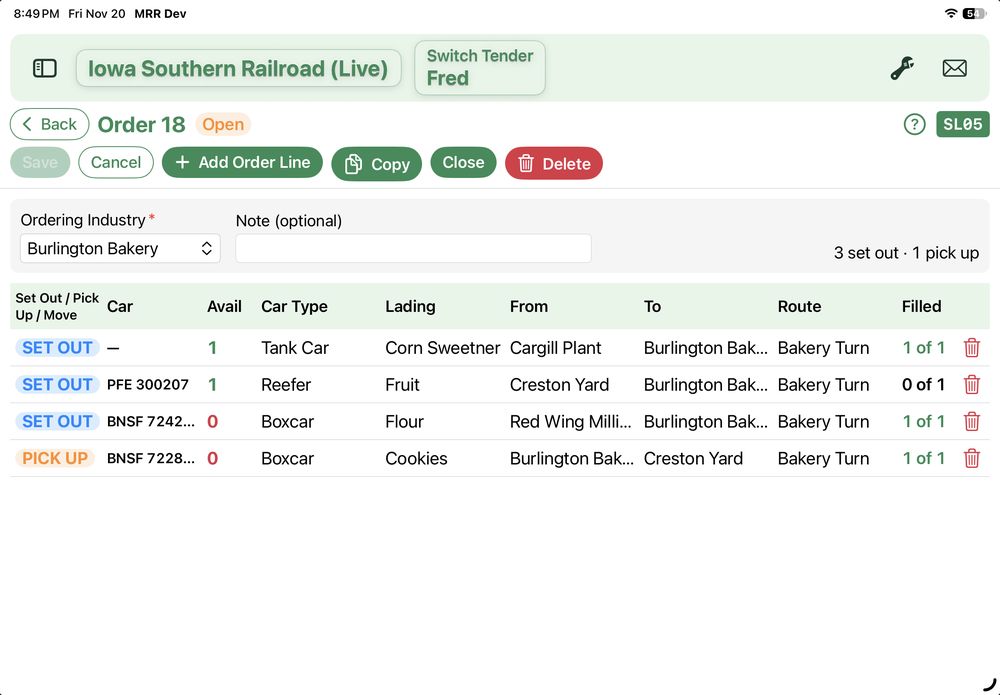 8:49 PM Fri Nov 20 MRR Dev 54
Iowa Southern Railroad (Live)
Switch Tender
Fred
Back Order 18 Open ? SL05
Save Cancel + Add Order Line Copy Close Delete
Ordering Industry * Note (optional)
Burlington Bakery
3 set out · 1 pick up
Set Out / Pick Up / Move Car Avail Car Type Lading From To Route Filled
SET OUT — 1 Tank Car Corn Sweetner Cargill Plant Burlington Bak... Bakery Turn 1 of 1
SET OUT PFE 300207 1 Reefer Fruit Creston Yard Burlington Bak... Bakery Turn 0 of 1
SET OUT BNSF 7242... 0 Boxcar Flour Red Wing Milli... Burlington Bak... Bakery Turn 1 of 1
PICK UP BNSF 7228... 0 Boxcar Cookies Burlington Bak... Creston Yard Bakery Turn 1 of 1